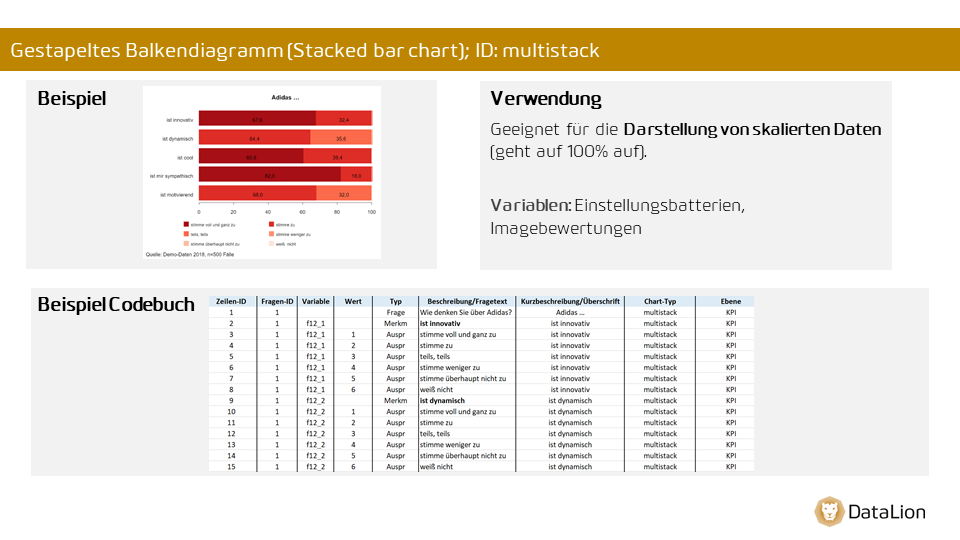 Gestapeltes Balkendiagramm (Stacked bar chart); ID: multistack
Beispiel
Adidas ...
ist innovativ 67,6 32,4
ist dynamisch 64,4 35,6
ist cool 39,4
ist mir sympathisch 18,0
ist motivierend 68,0 32,0
0 20 40 60 80 100
stimme voll und ganz zu stimme zu
teils, teils stimme weniger zu
stimme überhaupt nicht zu weiß nicht
Quelle: Demo-Daten 2018, n=500 Fälle
Verwendung
Geeignet für die Darstellung von skalierten Daten
(geht auf 100% auf).
Variablen: Einstellungsbatterien,
Imagebewertungen
Beispiel Codebuch
Zeilen-ID Fragen-ID Variable Wert Typ Beschreibung/Fragetext Kurzbeschreibung/Überschrift Chart-Typ Ebene
1 1 Frage Wie denken Sie über Adidas? Adidas ... multistack KPI
2 1 f12_1 Merkm ist innovativ ist innovativ multistack KPI
3 1 f12_1 1 Auspr stimme voll und ganz zu ist innovativ multistack KPI
4 1 f12_1 2 Auspr stimme zu ist innovativ multistack KPI
5 1 f12_1 3 Auspr teils, teils ist innovativ multistack KPI
6 1 f12_1 4 Auspr stimme weniger zu ist innovativ multistack KPI
7 1 f12_1 5 Auspr stimme überhaupt nicht zu ist innovativ multistack KPI
8 1 f12_1 6 Auspr weiß nicht ist innovativ multistack KPI
9 1 f12_2 Merkm ist dynamisch ist dynamisch multistack KPI
10 1 f12_2 1 Auspr stimme voll und ganz zu ist dynamisch multistack KPI
11 1 f12_2 2 Auspr stimme zu ist dynamisch multistack KPI
12 1 f12_2 3 Auspr teils, teils ist dynamisch multistack KPI
13 1 f12_2 4 Auspr stimme weniger zu ist dynamisch multistack KPI
14 1 f12_2 5 Auspr stimme überhaupt nicht zu ist dynamisch multistack KPI
15 1 f12_2 6 Auspr weiß nicht ist dynamisch multistack KPI
DataLion